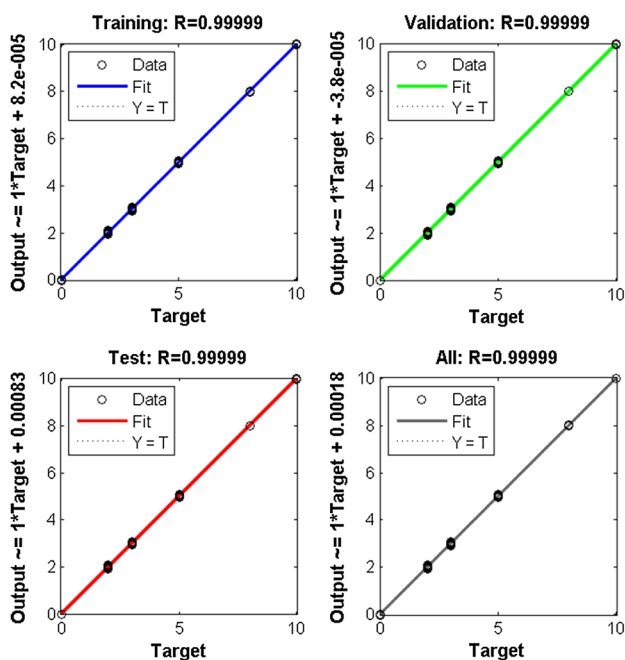 Training: R=0.99999
Output ~= 1*Target + 8.2e-005
10
8
6
4
2
0
Data
Fit
Y = T
0
5
10
Target
Validation: R=0.99999
Output ~= 1*Target + -3.8e-005
10
8
6
4
2
0
Data
Fit
Y = T
0
5
10
Target
Test: R=0.99999
Output ~= 1*Target + 0.00083
10
8
6
4
2
0
Data
Fit
Y = T
0
5
10
Target
All: R=0.99999
Output ~= 1*Target + 0.00018
10
8
6
4
2
0
Data
Fit
Y = T
0
5
10
Target